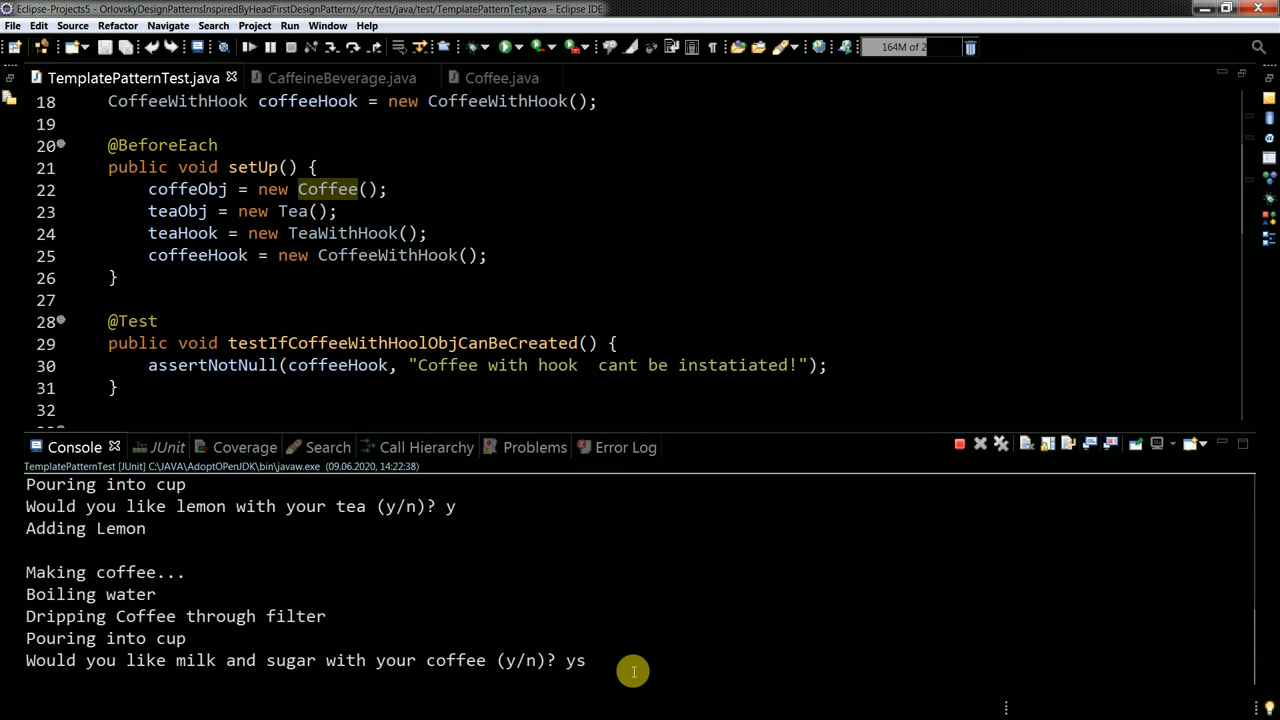 Eclipse-Projects5 - OrlovskyDesignPatternsInspiredByHeadFirstDesignPatterns/src/test/java/test/TemplatePatternTest.java - Eclipse IDE
File Edit Source Refactor Navigate Search Project Run Window Help
164M of 2
TemplatePatternTest.java CaffeineBeverage.java Coffee.java
18 CoffeeWithHook coffeeHook = new CoffeeWithHook();
19
20 @BeforeEach
21 public void setUp() {
22 coffeObj = new Coffee();
23 teaObj = new Tea();
24 teaHook = new TeaWithHook();
25 coffeeHook = new CoffeeWithHook();
26 }
27
28 @Test
29 public void testIfCoffeeWithHoolObjCanBeCreated() {
30 assertNotNull(coffeeHook, "Coffee with hook  cant be instatiated!");
31 }
32
Console JUnit Coverage Search Call Hierarchy Problems Error Log
TemplatePatternTest [JUnit] C:\JAVA\AdoptOPenJDK\bin\javaw.exe (09.06.2020, 14:22:38)
Pouring into cup
Would you like lemon with your tea (y/n)? y
Adding Lemon
Making coffee...
Boiling water
Dripping Coffee through filter
Pouring into cup
Would you like milk and sugar with your coffee (y/n)? ys